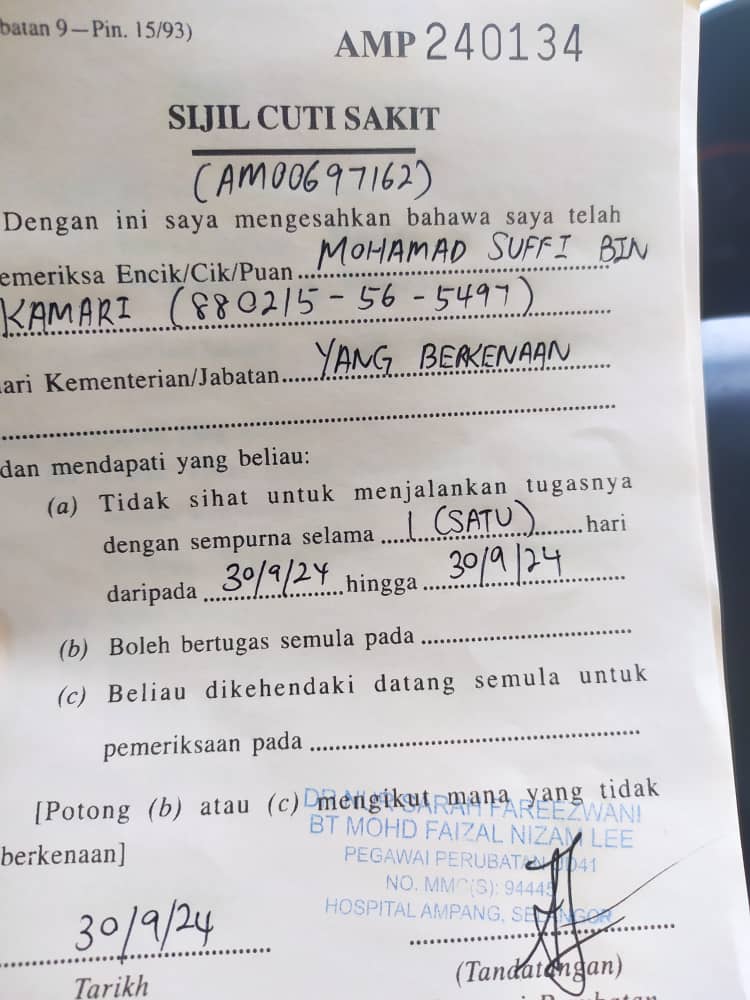 batan 9—Pin. 15/93)
AMP 240134
SIJIL CUTI SAKIT
(AM00697162)
Dengan ini saya mengesahkan bahawa saya telah
emeriksa Encik/Cik/Puan MOHAMAD SUFFI BIN
KAMARI (880215-56-5497)
ari Kementerian/Jabatan YANG BERKENAAN
dan mendapati yang beliau:
(a) Tidak sihat untuk menjalankan tugasnya
dengan sempurna selama 1 (SATU) hari
daripada 30/9/24 hingga 30/9/24
(b) Boleh bertugas semula pada
(c) Beliau dikehendaki datang semula untuk
pemeriksaan pada
[Potong (b) atau (c) mengikut mana yang tidak
berkenaan]
SARAH FAREEZWANI
BT MOHD FAIZAL NIZAM LEE
PEGAWAI PERUBATAN
HOSPITAL AMPANG, SELANGOR
30/9/24
Tarikh
(Tandatangan)